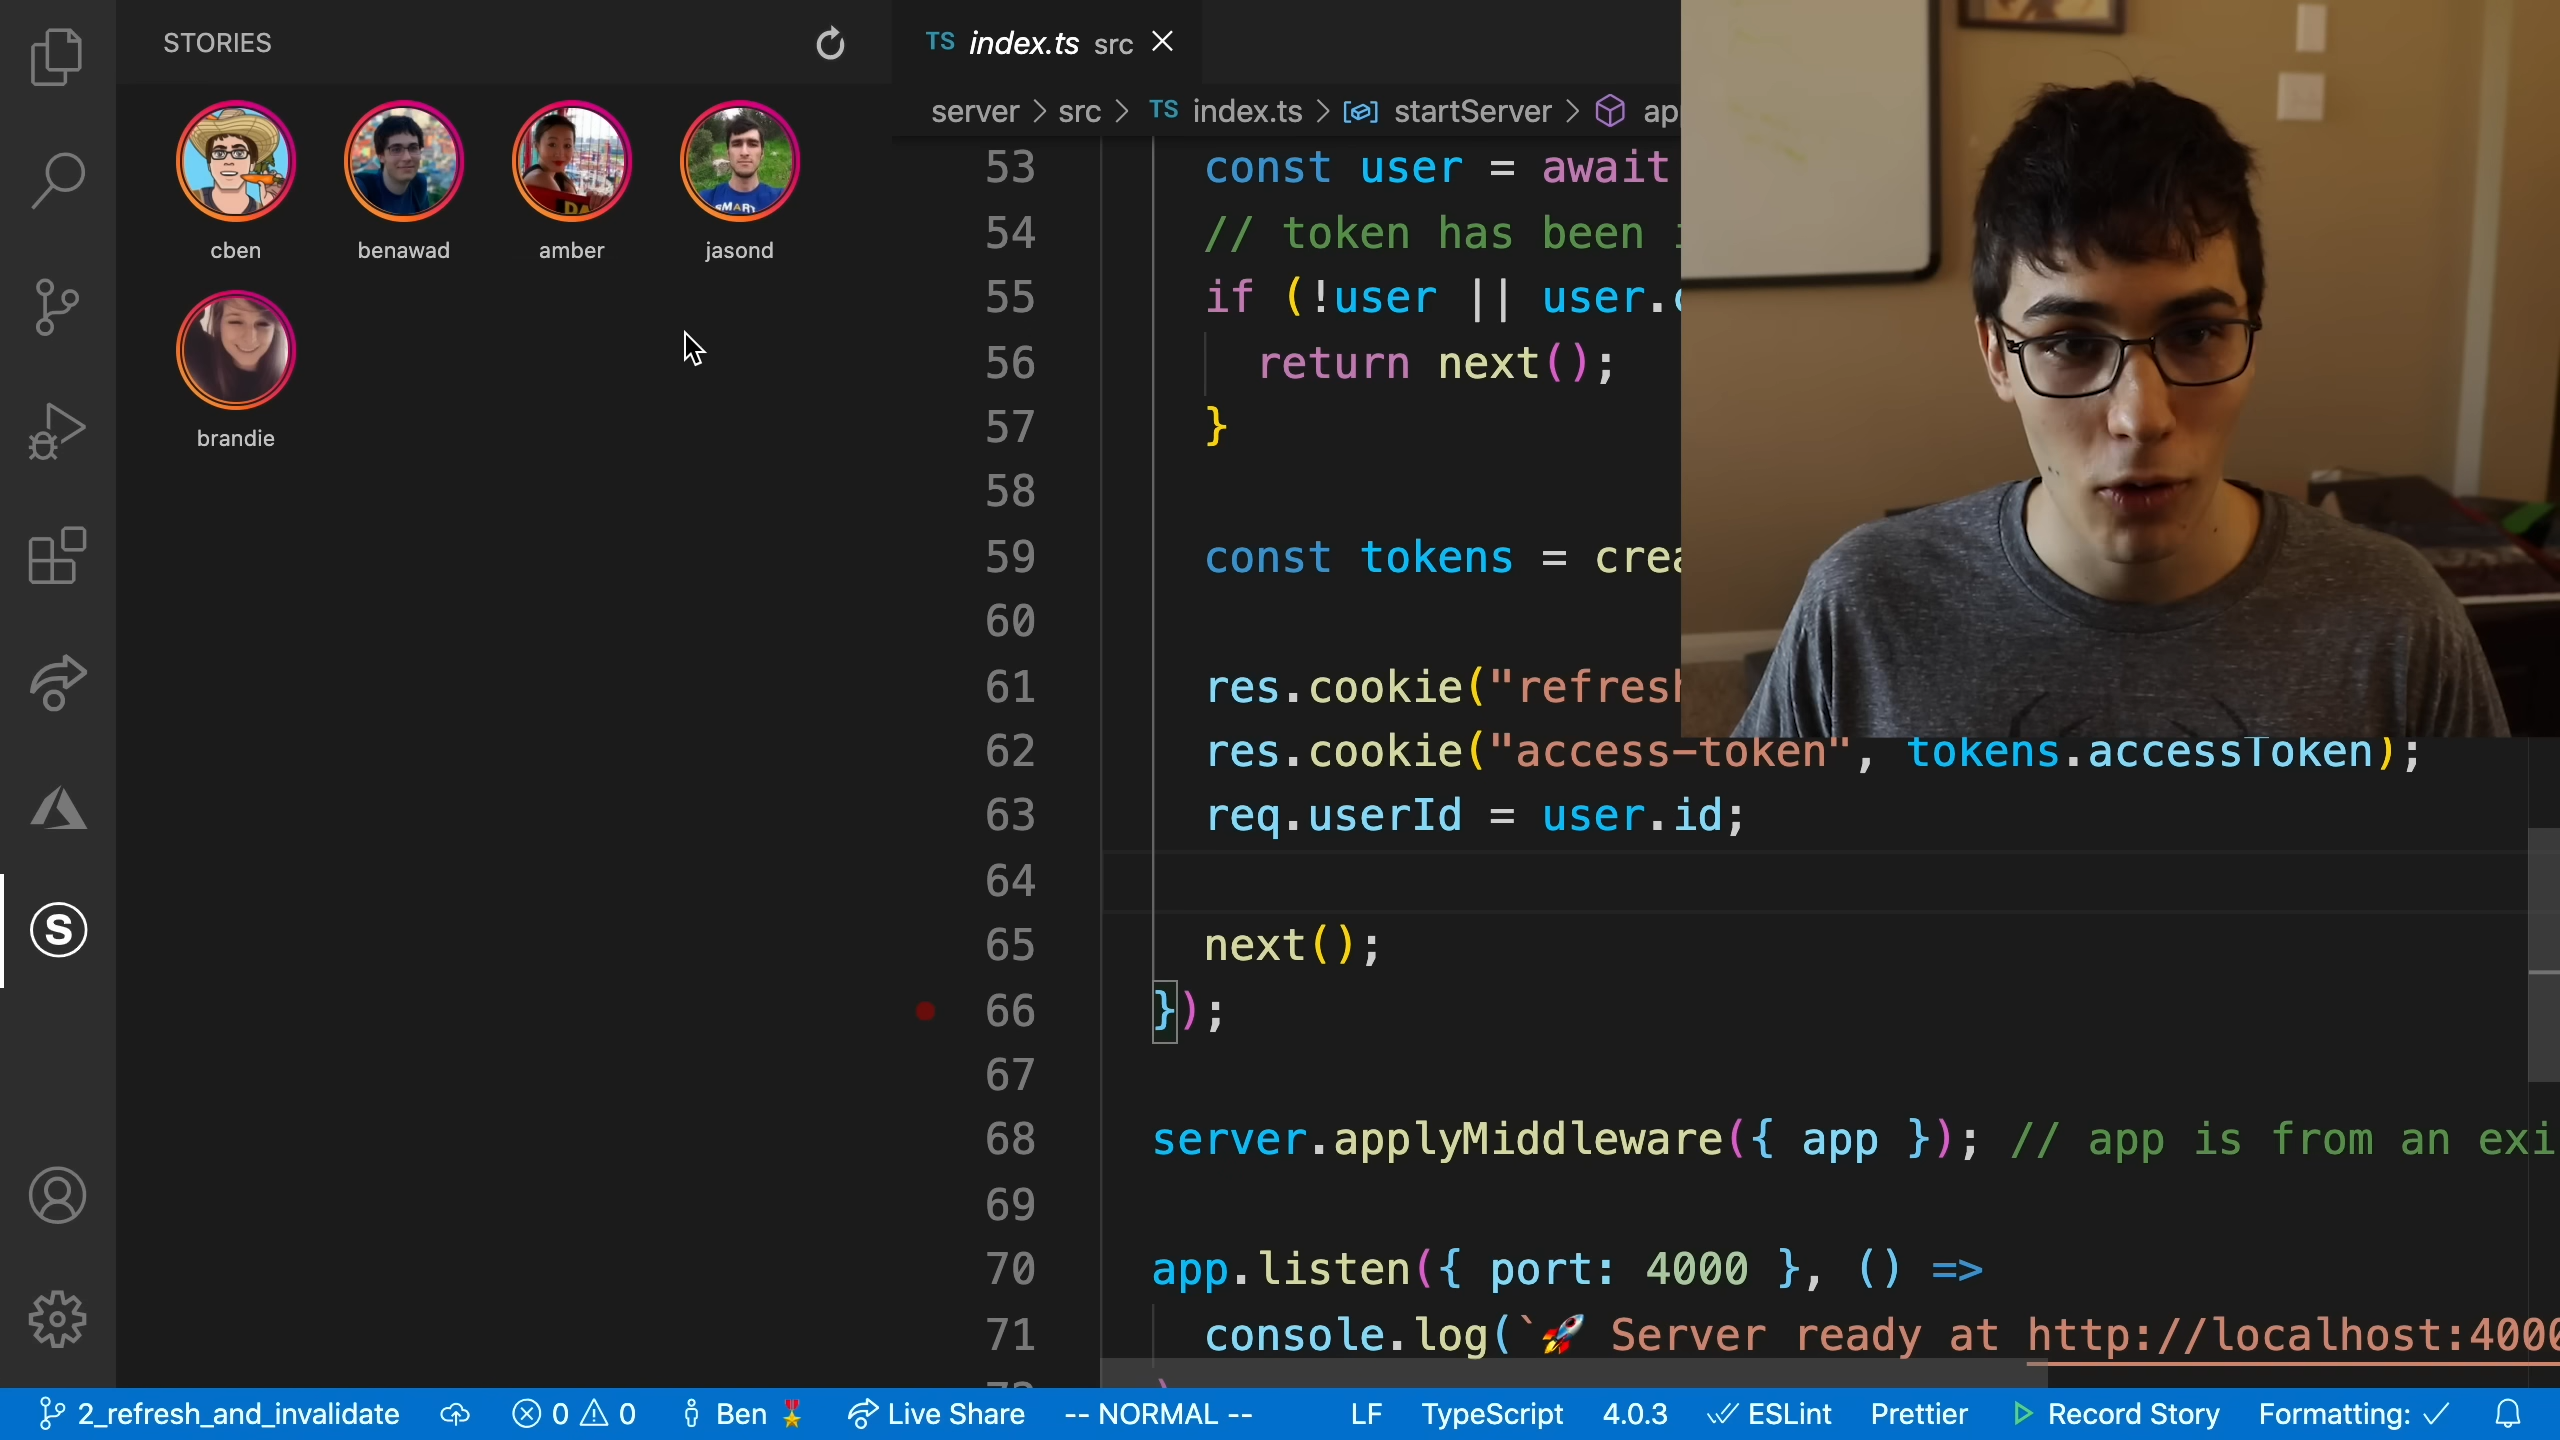 STORIES
cben
benawad
amber
jasond
SMART
DA
brandie
S
TS index.ts src
server > src > TS index.ts > startServer > ap
53 const user = await
54 // token has been
55 if (!user || user.
56 return next();
57 }
58
59 const tokens = crea
60
61 res.cookie("refresh
62 res.cookie("access-token", tokens.accessToken);
63 req.userId = user.id;
64
65 next();
66 });
67
68 server.applyMiddleware({ app }); // app is from an exi
69
70 app.listen({ port: 4000 }, () =>
71 console.log(`🚀 Server ready at http://localhost:4000
2_refresh_and_invalidate 0 0 Ben 🎖 Live Share -- NORMAL -- LF TypeScript 4.0.3 ESLint Prettier Record Story Formatting: ✓